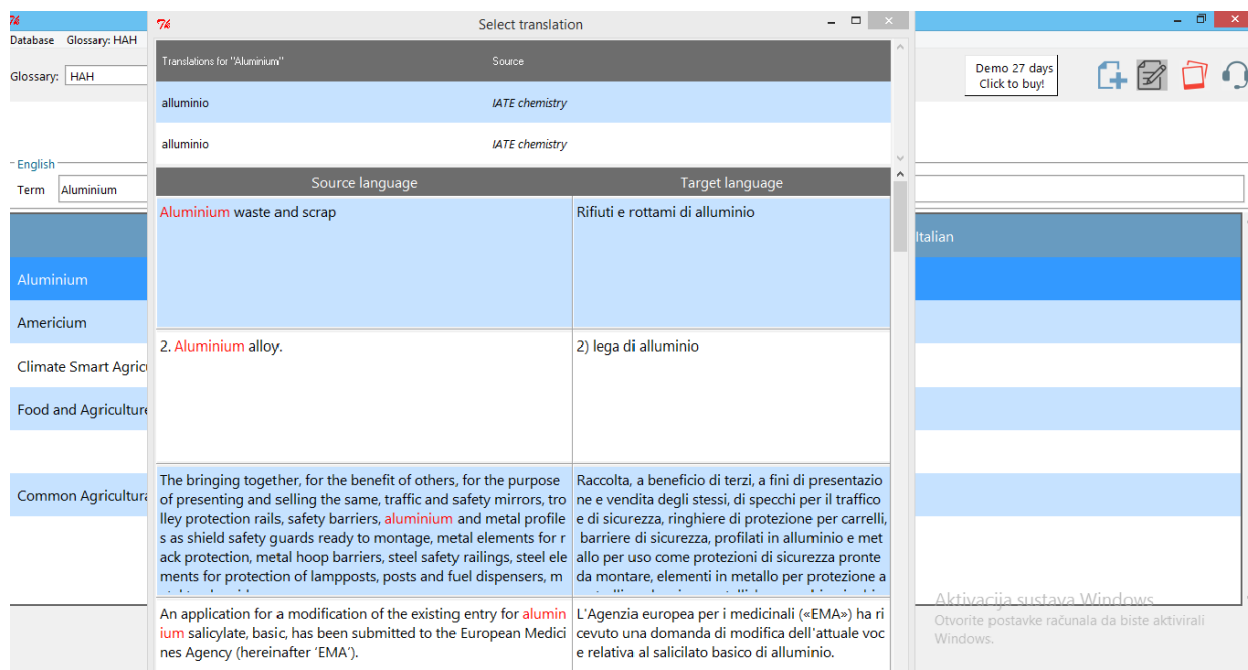 Select translation
Database Glossary: HAH
Glossary: HAH
Demo 27 days
Click to buy!
English
Term Aluminium
Italian
Aluminium
Americium
Climate Smart
Food and Agriculture
Common
Translations for "Aluminium" Source
alluminio IATE chemistry
alluminio IATE chemistry
Source language Target language
Aluminium waste and scrap
Rifiuti e rottami di alluminio
2. Aluminium alloy.
2) lega di alluminio
The bringing together, for the benefit of others, for the purpose
of presenting and selling the same, traffic and safety mirrors, tro
lley protection rails, safety barriers, aluminium and metal profile
s as shield safety guards ready to montage, metal elements for r
ack protection, metal hoop barriers, steel safety railings, steel ele
ments for protection of lampposts, posts and fuel dispensers, m
Raccolta, a beneficio di terzi, a fini di presentazio
ne e vendita degli stessi, di specchi per il traffico
e di sicurezza, ringhiere di protezione per carrelli,
barriere di sicurezza, profilati in alluminio e met
allo per uso come protezioni di sicurezza pronte
da montare, elementi in metallo per protezione a
An application for a modification of the existing entry for alumin
ium salicylate, basic, has been submitted to the European Medici
nes Agency (hereinafter 'EMA').
L'Agenzia europea per i medicinali («EMA») ha ri
cevuto una domanda di modifica dell'attuale voc
e relativa al salicilato basico di alluminio.
Aktivacija sustava Windows
Otvorite postavke računala da biste aktivirali
Windows.